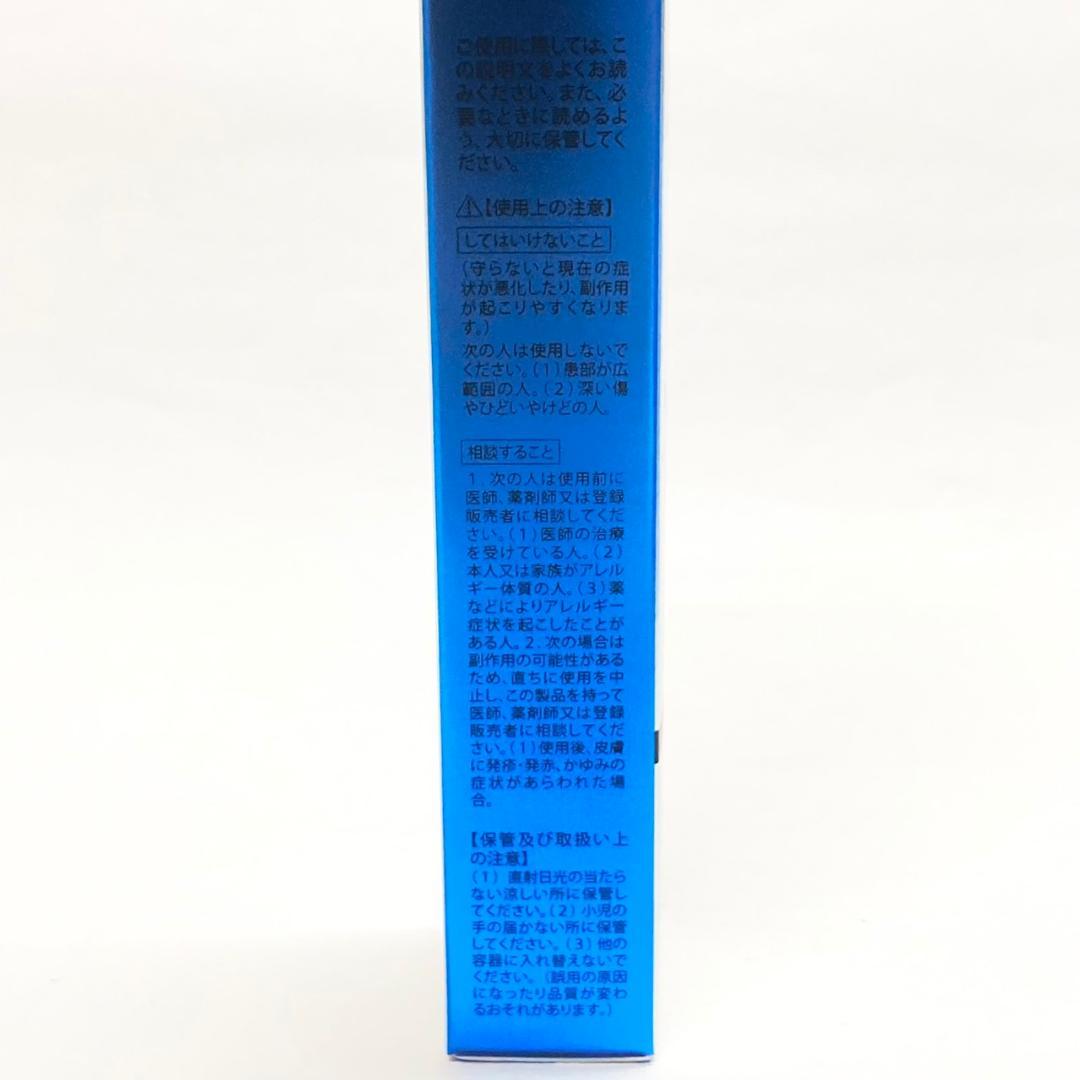 ご使用に際しては、こ
の説明文をよくお読
みください。また、必
要なときに読めるよ
う、大切に保管してく
ださい。
⚠【使用上の注意】
してはいけないこと
(守らないと現在の症
状が悪化したり、副作用
が起こりやすくなりま
す。)
次の人は使用しないで
ください。(1)患部が広
範囲の人。(2)深い傷
やひどいやけどの人。
相談すること
1.次の人は使用前に
医師、薬剤師又は登録
販売者に相談してくだ
さい。(1)医師の治療
を受けている人。(2)
本人又は家族がアレル
ギー体質の人。(3)薬
などによりアレルギー
症状を起こしたことが
ある人。2.次の場合は
副作用の可能性がある
ため、直ちに使用を中
止し、この製品を持って
医師、薬剤師又は登録
販売者に相談してくだ
さい。(1)使用後、皮膚
に発疹・発赤、かゆみの
症状があらわれた場
合。
【保管及び取扱い上
の注意】
(1) 直射日光の当たら
ない涼しい所に保管し
てください。(2)小児の
手の届かない所に保管
してください。(3)他の
容器に入れ替えないで
ください。(誤用の原因
になったり品質が変わ
るおそれがあります。)